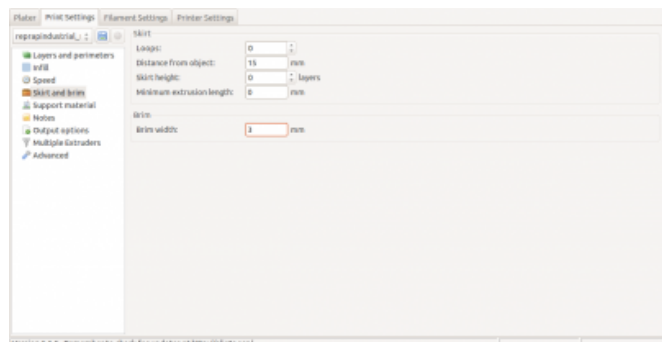 Plater Print Settings Filament Settings Printer Settings
reprapindustrial_
Skirt
Loops: 0
Layers and perimeters
Distance from object: 15 mm
Infill
Skirt height: 0 layers
Speed
Minimum extrusion length: 0 mm
Skirt and brim
Support material
Brim
Notes
Brim width: 3 mm
Output options
Multiple Extruders
Advanced